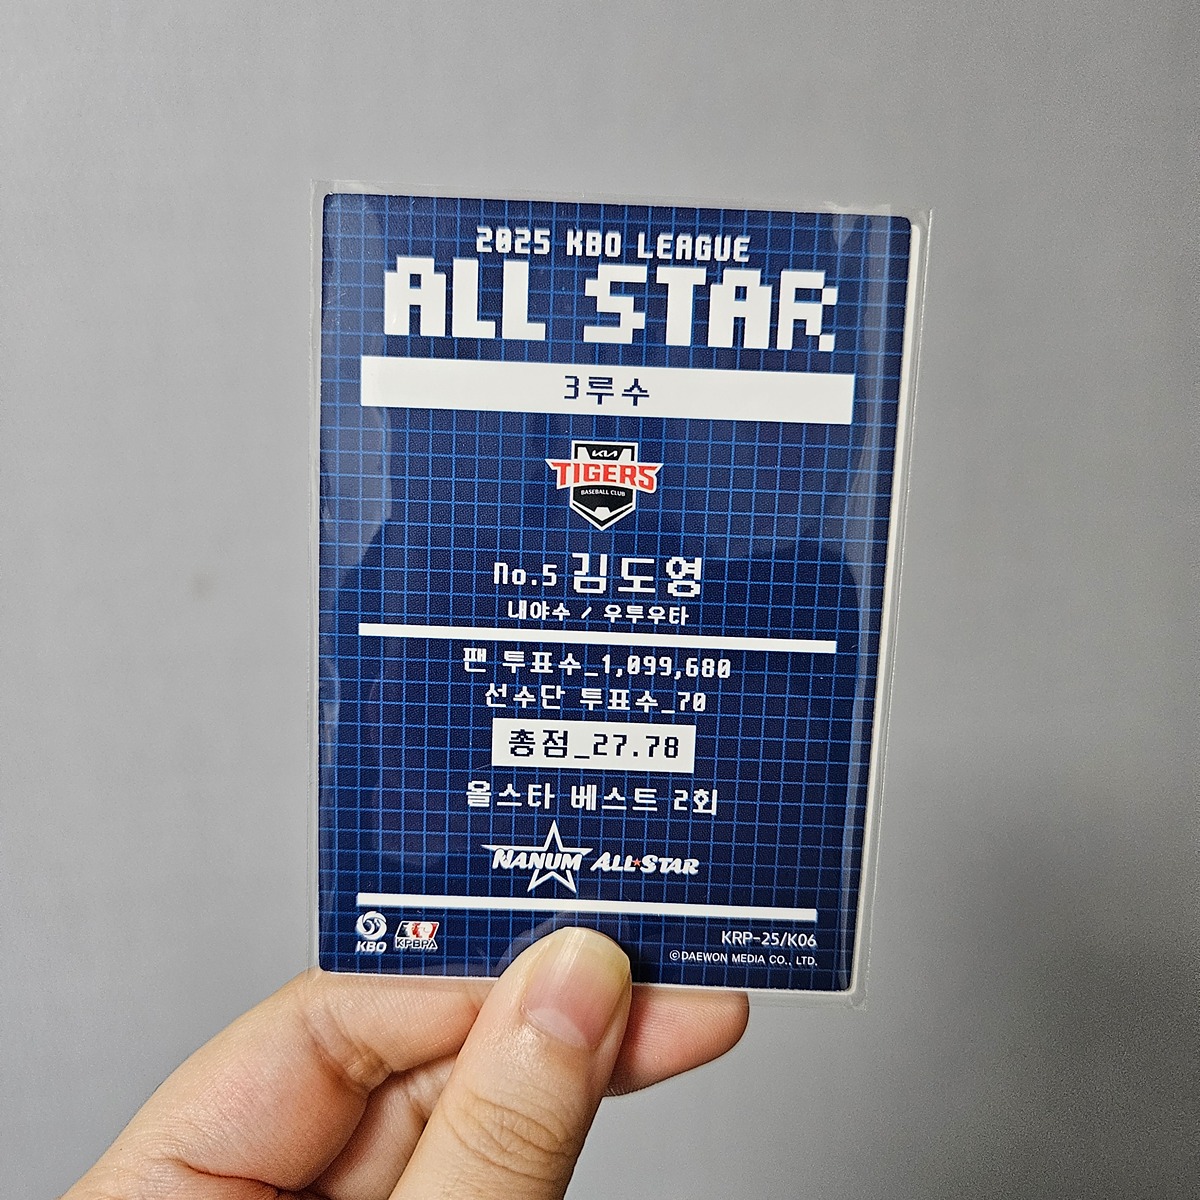 2025 KBO LEAGUE
ALL STAR
3루수
KIA
TIGERS
BASEBALL CLUB
No.5 김도영
내야수 / 우투우타
팬 투표수_1,099,680
선수단 투표수_70
총점_27.78
올스타 베스트 2회
NANUM ALL★STAR
KBO KPBPA
KRP-25/K06
©DAEWON MEDIA CO., LTD.